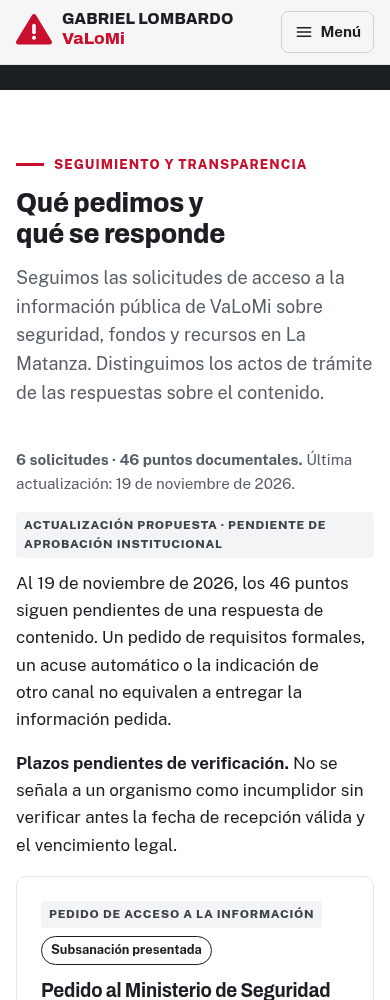 GABRIEL LOMBARDO
VaLoMi
Menú
SEGUIMIENTO Y TRANSPARENCIA
Qué pedimos y
qué se responde
Seguimos las solicitudes de acceso a la
información pública de VaLoMi sobre
seguridad, fondos y recursos en La
Matanza. Distinguimos los actos de trámite
de las respuestas sobre el contenido.
6 solicitudes · 46 puntos documentales. Última
actualización: 19 de noviembre de 2026.
ACTUALIZACIÓN PROPUESTA · PENDIENTE DE
APROBACIÓN INSTITUCIONAL
Al 19 de noviembre de 2026, los 46 puntos
siguen pendientes de una respuesta de
contenido. Un pedido de requisitos formales,
un acuse automático o la indicación de
otro canal no equivalen a entregar la
información pedida.
Plazos pendientes de verificación. No se
señala a un organismo como incumplidor sin
verificar antes la fecha de recepción válida y
el vencimiento legal.
PEDIDO DE ACCESO A LA INFORMACIÓN
Subsanación presentada
Pedido al Ministerio de Seguridad